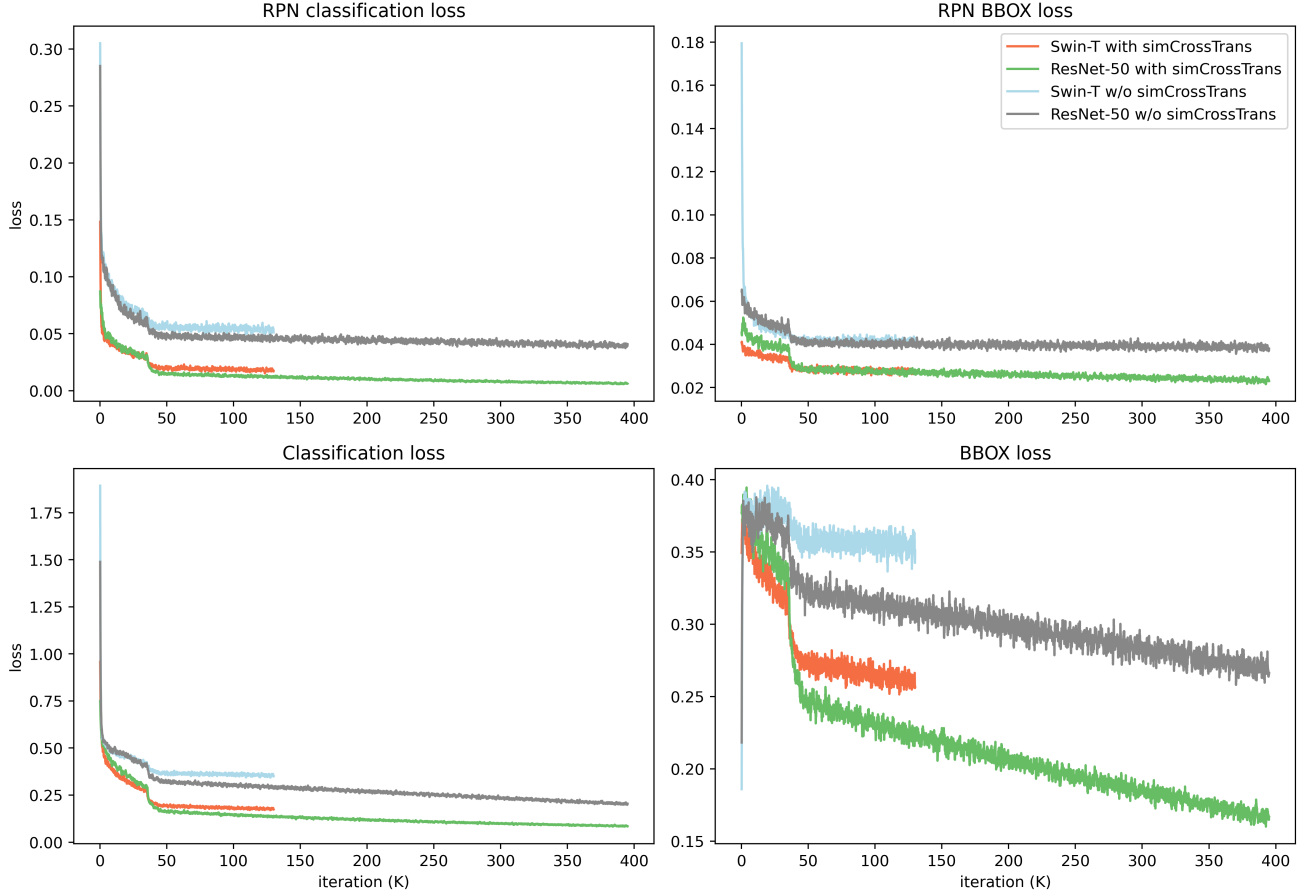 RPN classification loss
RPN BBOX loss
0.30
0.25
0.20
0.15
0.10
0.05
0.00
loss
0 50 100 150 200 250 300 350 400
0.18
0.16
0.14
0.12
0.10
0.08
0.06
0.04
0.02
0 50 100 150 200 250 300 350 400
Swin-T with simCrossTrans
ResNet-50 with simCrossTrans
Swin-T w/o simCrossTrans
ResNet-50 w/o simCrossTrans
Classification loss
BBOX loss
1.75
1.50
1.25
1.00
0.75
0.50
0.25
0.00
loss
0 50 100 150 200 250 300 350 400
iteration (K)
0.40
0.35
0.30
0.25
0.20
0.15
0 50 100 150 200 250 300 350 400
iteration (K)